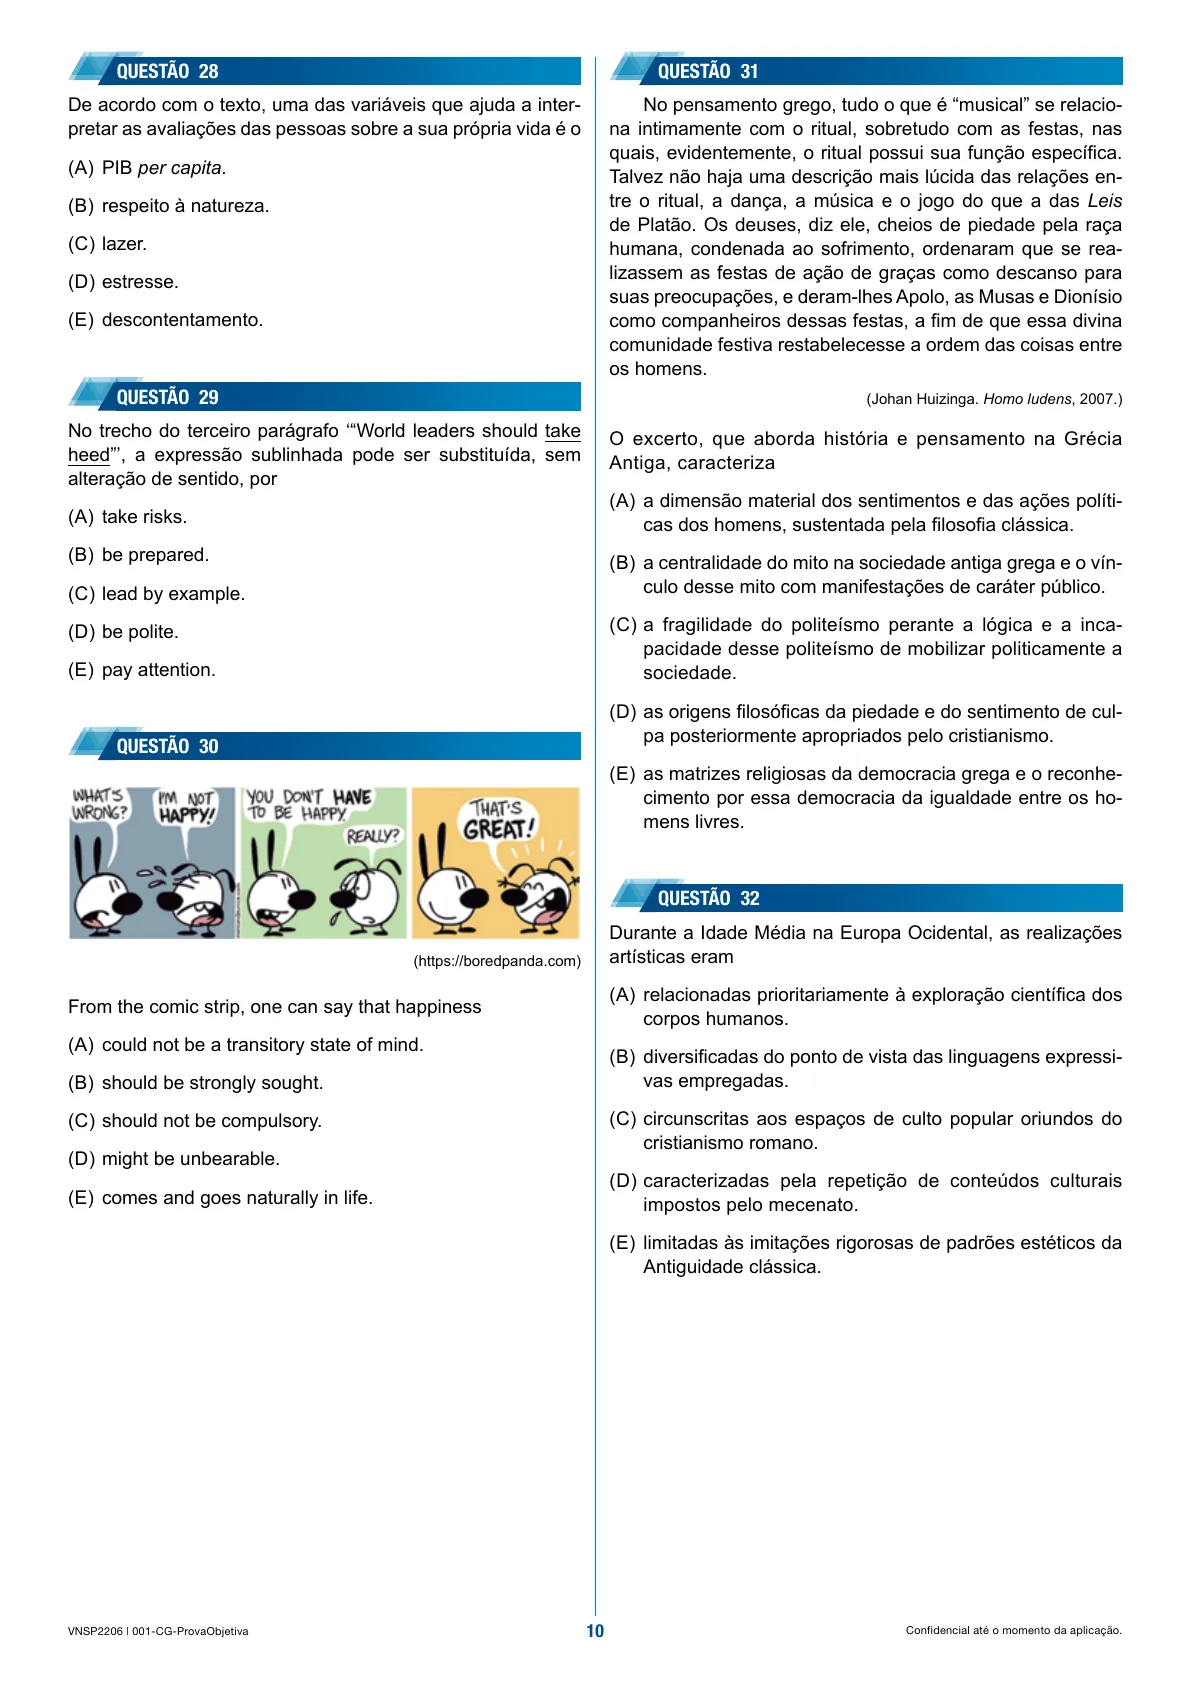 QUESTÃO 28
De acordo com o texto, uma das variáveis que ajuda a inter-
pretar as avaliações das pessoas sobre a sua própria vida é o
(A) PIB per capita.
(B) respeito à natureza.
(C) lazer.
(D) estresse.
(E) descontentamento.
QUESTÃO 29
No trecho do terceiro parágrafo ‘“World leaders should take
heed”’, a expressão sublinhada pode ser substituída, sem
alteração de sentido, por
(A) take risks.
(B) be prepared.
(C) lead by example.
(D) be polite.
(E) pay attention.
QUESTÃO 30
WHAT'S
WRONG?
I'M NOT
HAPPY!
YOU DON'T HAVE
TO BE HAPPY.
REALLY?
THAT'S
GREAT!
(https://boredpanda.com)
From the comic strip, one can say that happiness
(A) could not be a transitory state of mind.
(B) should be strongly sought.
(C) should not be compulsory.
(D) might be unbearable.
(E) comes and goes naturally in life.
QUESTÃO 31
No pensamento grego, tudo o que é “musical” se relacio-
na intimamente com o ritual, sobretudo com as festas, nas
quais, evidentemente, o ritual possui sua função específica.
Talvez não haja uma descrição mais lúcida das relações en-
tre o ritual, a dança, a música e o jogo do que a das Leis
de Platão. Os deuses, diz ele, cheios de piedade pela raça
humana, condenada ao sofrimento, ordenaram que se rea-
lizassem as festas de ação de graças como descanso para
suas preocupações, e deram-lhes Apolo, as Musas e Dionísio
como companheiros dessas festas, a fim de que essa divina
comunidade festiva restabelecesse a ordem das coisas entre
os homens.
(Johan Huizinga. Homo ludens, 2007.)
O excerto, que aborda história e pensamento na Grécia
Antiga, caracteriza
(A) a dimensão material dos sentimentos e das ações políti-
cas dos homens, sustentada pela filosofia clássica.
(B) a centralidade do mito na sociedade antiga grega e o vín-
culo desse mito com manifestações de caráter público.
(C) a fragilidade do politeísmo perante a lógica e a inca-
pacidade desse politeísmo de mobilizar politicamente a
sociedade.
(D) as origens filosóficas da piedade e do sentimento de cul-
pa posteriormente apropriados pelo cristianismo.
(E) as matrizes religiosas da democracia grega e o reconhe-
cimento por essa democracia da igualdade entre os ho-
mens livres.
QUESTÃO 32
Durante a Idade Média na Europa Ocidental, as realizações
artísticas eram
(A) relacionadas prioritariamente à exploração científica dos
corpos humanos.
(B) diversificadas do ponto de vista das linguagens expressi-
vas empregadas.
(C) circunscritas aos espaços de culto popular oriundos do
cristianismo romano.
(D) caracterizadas pela repetição de conteúdos culturais
impostos pelo mecenato.
(E) limitadas às imitações rigorosas de padrões estéticos da
Antiguidade clássica.
VNSP2206 | 001-CG-ProvaObjetiva
10
Confidencial até o momento da aplicação.